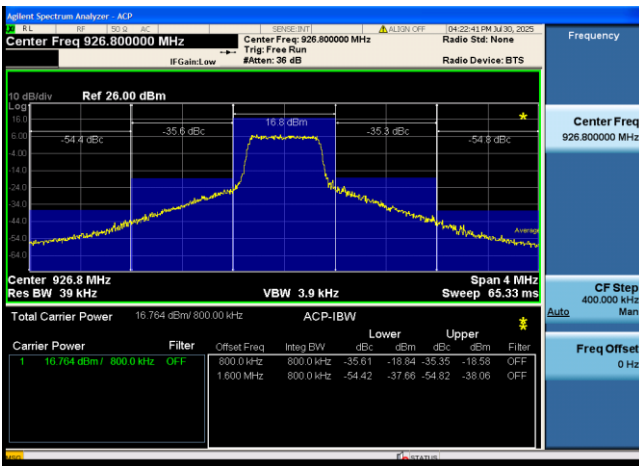 Agilent Spectrum Analyzer - ACP
RL RF 50 Ω AC SENSE:INT ALIGN OFF 04:22:41 PM Jul 30, 2025
Center Freq 926.800000 MHz
Center Freq: 926.800000 MHz
Radio Std: None
Trig: Free Run
IFGain:Low
#Atten: 36 dB
Radio Device: BTS
10 dB/div
Ref 26.00 dBm
Log
16.0
6.00
-4.00
-14.0
-24.0
-34.0
-44.0
-54.0
-64.0
-54.4 dBc
-35.6 dBc
16.8 dBm
-35.3 dBc
-54.8 dBc
Average
Center 926.8 MHz
Span 4 MHz
Res BW 39 kHz
VBW 3.9 kHz
Sweep 65.33 ms
Total Carrier Power 16.764 dBm/ 800.00 kHz
ACP-IBW
Lower Upper
Carrier Power Filter
Offset Freq Integ BW dBc dBm dBc dBm Filter
1 16.764 dBm / 800.0 kHz OFF
800.0 kHz 800.0 kHz -35.61 -18.84 -35.35 -18.58 OFF
1.600 MHz 800.0 kHz -54.42 -37.66 -54.82 -38.06 OFF
MSG
STATUS
Frequency
Center Freq
926.800000 MHz
CF Step
400.000 kHz
Auto Man
Freq Offset
0 Hz